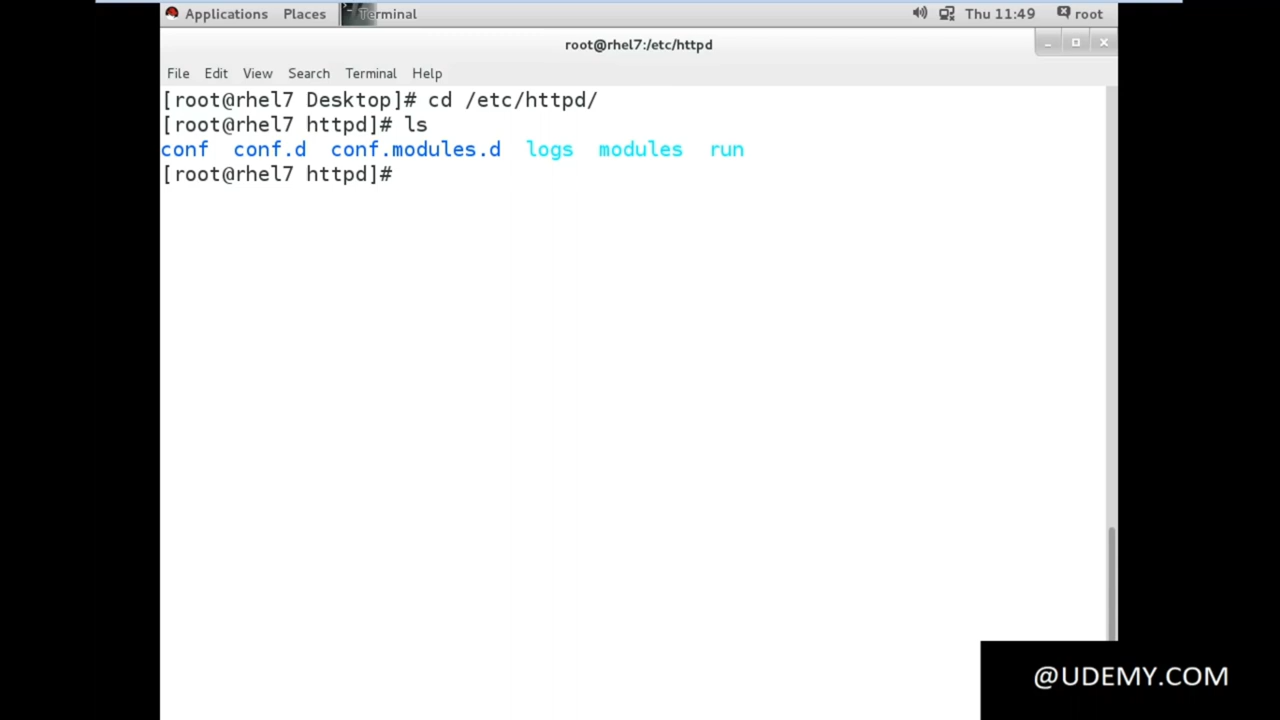 Applications Places Terminal Thu 11:49 root
root@rhel7:/etc/httpd
File Edit View Search Terminal Help
[root@rhel7 Desktop]# cd /etc/httpd/
[root@rhel7 httpd]# ls
conf conf.d conf.modules.d logs modules run
[root@rhel7 httpd]#
@UDEMY.COM